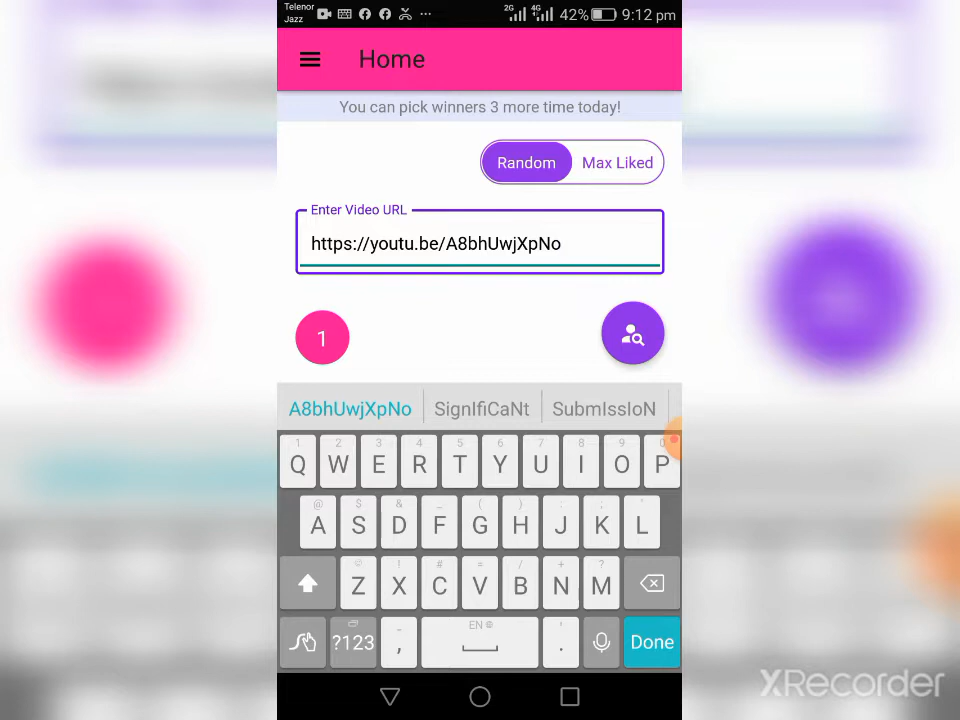 Telenor
Jazz
2G 4G 42% 9:12 pm
Home
You can pick winners 3 more time today!
Random Max Liked
Enter Video URL
https://youtu.be/A8bhUwjXpNo
1
A8bhUwjXpNo SignIfiCaNt SubmIssIoN
1 2 3 4 5 6 7 8 9 0
Q W E R T Y U I O P
@ $ & _ ( ) : ; "
A S D F G H J K L
! # = / + ?
Z X C V B N M
EN
?123 , . Done
XRecorder